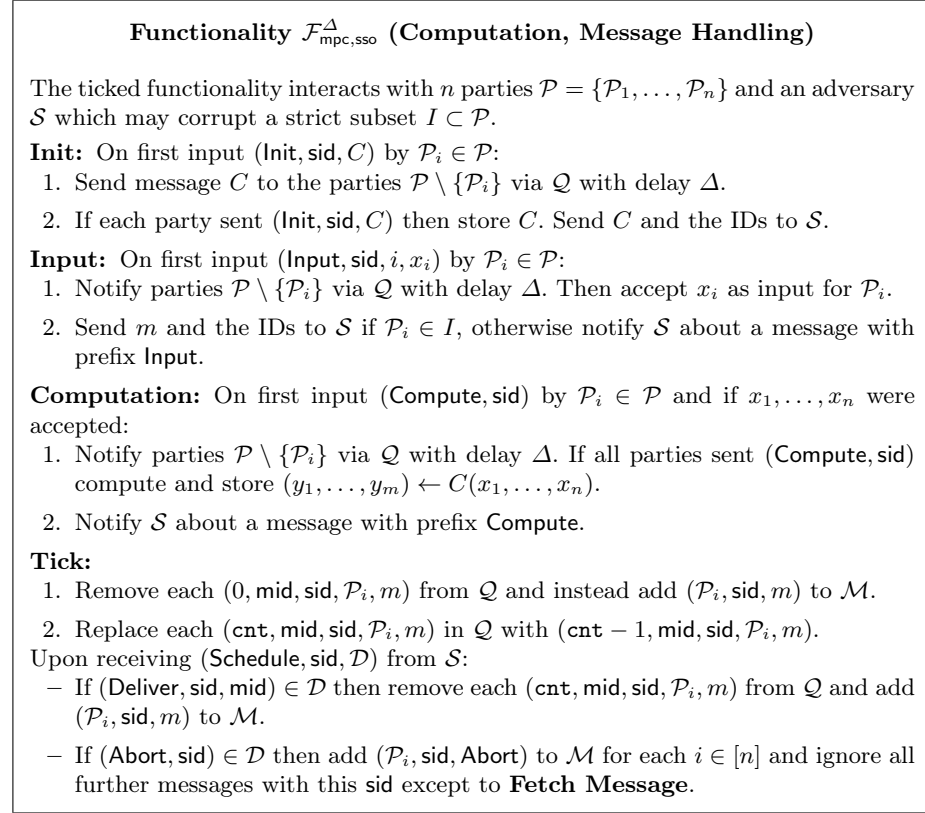 Functionality $\mathcal{F}_{\mathsf{mpc,sso}}^{\Delta}$ (Computation, Message Handling)
The ticked functionality interacts with $n$ parties $\mathcal{P} = \{\mathcal{P}_1, \ldots, \mathcal{P}_n\}$ and an adversary
$\mathcal{S}$ which may corrupt a strict subset $I \subset \mathcal{P}$.
Init: On first input (Init, sid, $C$) by $\mathcal{P}_i \in \mathcal{P}$:
1. Send message $C$ to the parties $\mathcal{P} \setminus \{\mathcal{P}_i\}$ via $\mathcal{Q}$ with delay $\Delta$.
2. If each party sent (Init, sid, $C$) then store $C$. Send $C$ and the IDs to $\mathcal{S}$.
Input: On first input (Input, sid, $i, x_i$) by $\mathcal{P}_i \in \mathcal{P}$:
1. Notify parties $\mathcal{P} \setminus \{\mathcal{P}_i\}$ via $\mathcal{Q}$ with delay $\Delta$. Then accept $x_i$ as input for $\mathcal{P}_i$.
2. Send $m$ and the IDs to $\mathcal{S}$ if $\mathcal{P}_i \in I$, otherwise notify $\mathcal{S}$ about a message with
prefix Input.
Computation: On first input (Compute, sid) by $\mathcal{P}_i \in \mathcal{P}$ and if $x_1, \ldots, x_n$ were
accepted:
1. Notify parties $\mathcal{P} \setminus \{\mathcal{P}_i\}$ via $\mathcal{Q}$ with delay $\Delta$. If all parties sent (Compute, sid)
compute and store $(y_1, \ldots, y_m) \leftarrow C(x_1, \ldots, x_n)$.
2. Notify $\mathcal{S}$ about a message with prefix Compute.
Tick:
1. Remove each $(0, \mathsf{mid}, \mathsf{sid}, \mathcal{P}_i, m)$ from $\mathcal{Q}$ and instead add $(\mathcal{P}_i, \mathsf{sid}, m)$ to $\mathcal{M}$.
2. Replace each $(\mathtt{cnt}, \mathsf{mid}, \mathsf{sid}, \mathcal{P}_i, m)$ in $\mathcal{Q}$ with $(\mathtt{cnt} - 1, \mathsf{mid}, \mathsf{sid}, \mathcal{P}_i, m)$.
Upon receiving (Schedule, sid, $\mathcal{D}$) from $\mathcal{S}$:
– If (Deliver, sid, mid) $\in \mathcal{D}$ then remove each $(\mathtt{cnt}, \mathsf{mid}, \mathsf{sid}, \mathcal{P}_i, m)$ from $\mathcal{Q}$ and add
$(\mathcal{P}_i, \mathsf{sid}, m)$ to $\mathcal{M}$.
– If (Abort, sid) $\in \mathcal{D}$ then add $(\mathcal{P}_i, \mathsf{sid}, \mathsf{Abort})$ to $\mathcal{M}$ for each $i \in [n]$ and ignore all
further messages with this sid except to Fetch Message.